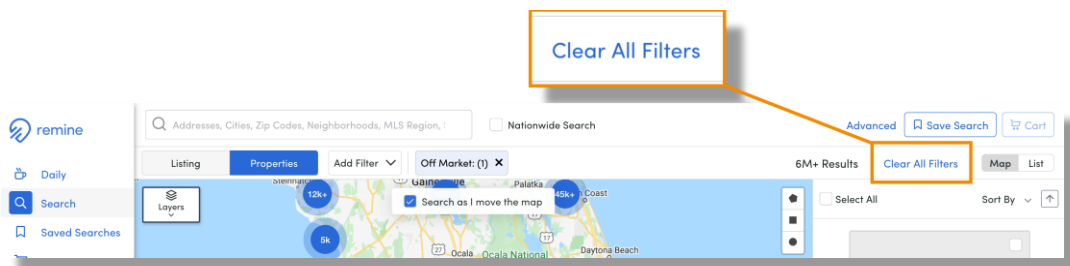 Clear All Filters
remine
Addresses, Cities, Zip Codes, Neighborhoods, MLS Region,
Nationwide Search
Advanced
Save Search
Cart
Listing
Properties
Add Filter
Off Market: (1) ×
6M+ Results
Clear All Filters
Map
List
Daily
Search
Saved Searches
Layers
12k+
Palatka
45k+
Coast
Search as I move the map
5k
17
27
Ocala
Ocala National
Daytona Beach
Select All
Sort By